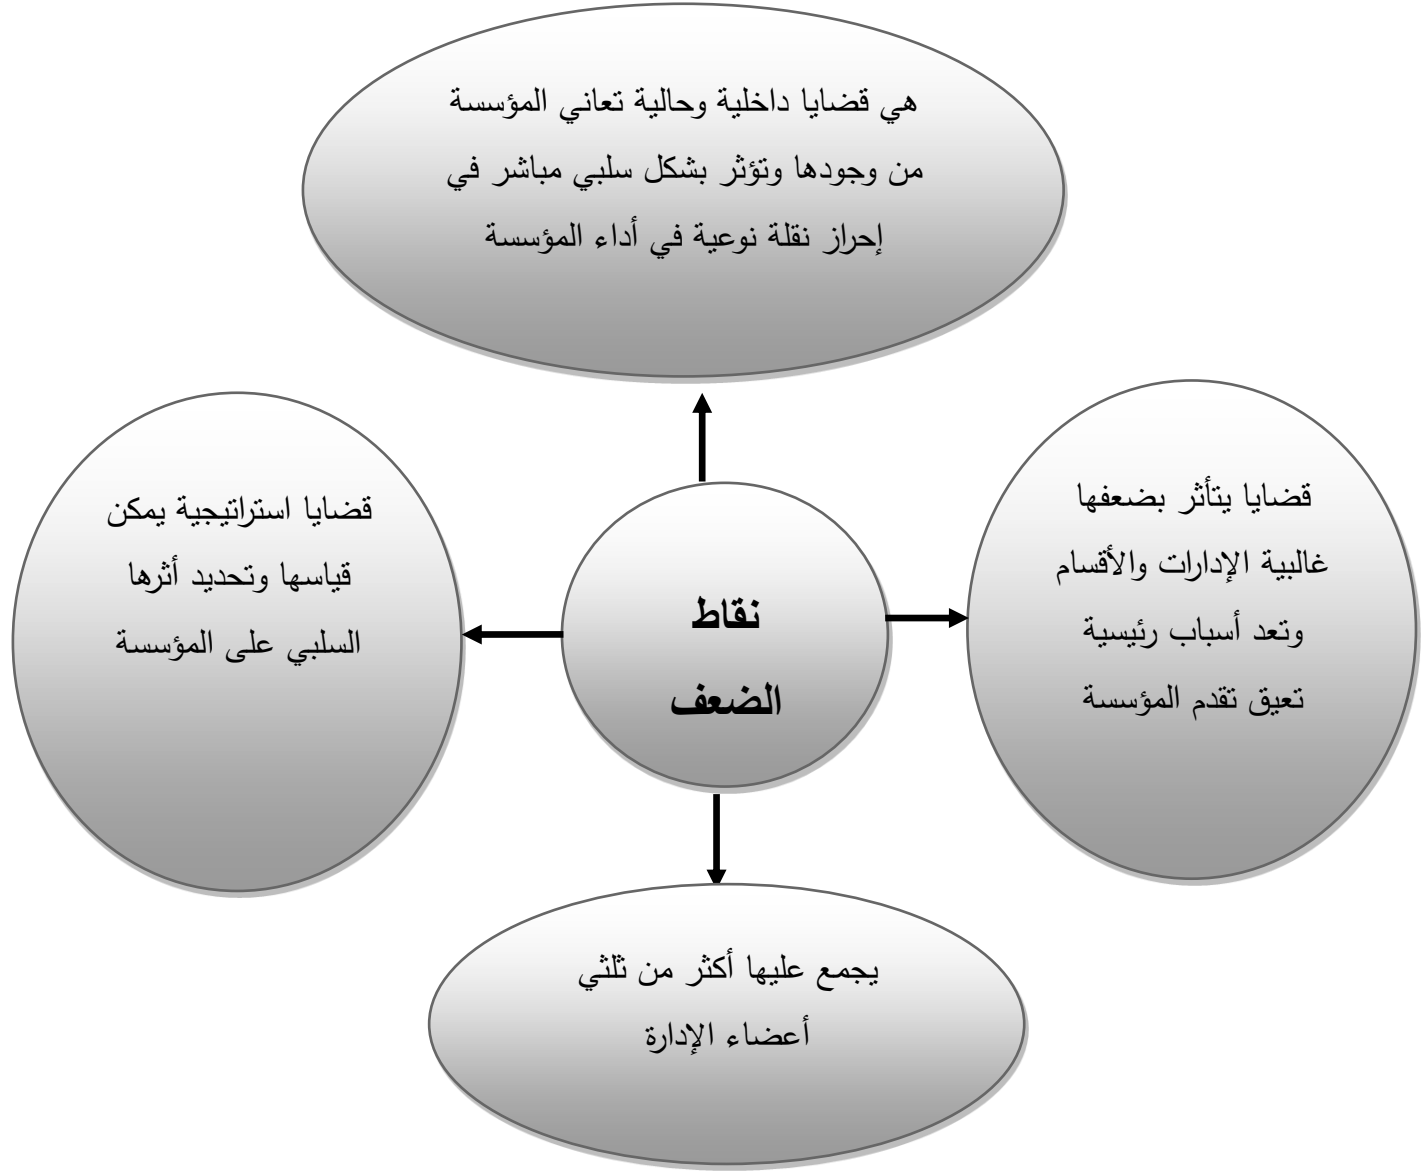 هي قضايا داخلية وحالية تعاني المؤسسة
من وجودها وتؤثر بشكل سلبي مباشر في
إحراز نقلة نوعية في أداء المؤسسة
قضايا يتأثر بضعفها
غالبية الإدارات والأقسام
وتعد أسباب رئيسية
تعيق تقدم المؤسسة
نقاط
الضعف
قضايا استراتيجية يمكن
قياسها وتحديد أثرها
السلبي على المؤسسة
يجمع عليها أكثر من ثلثي
أعضاء الإدارة